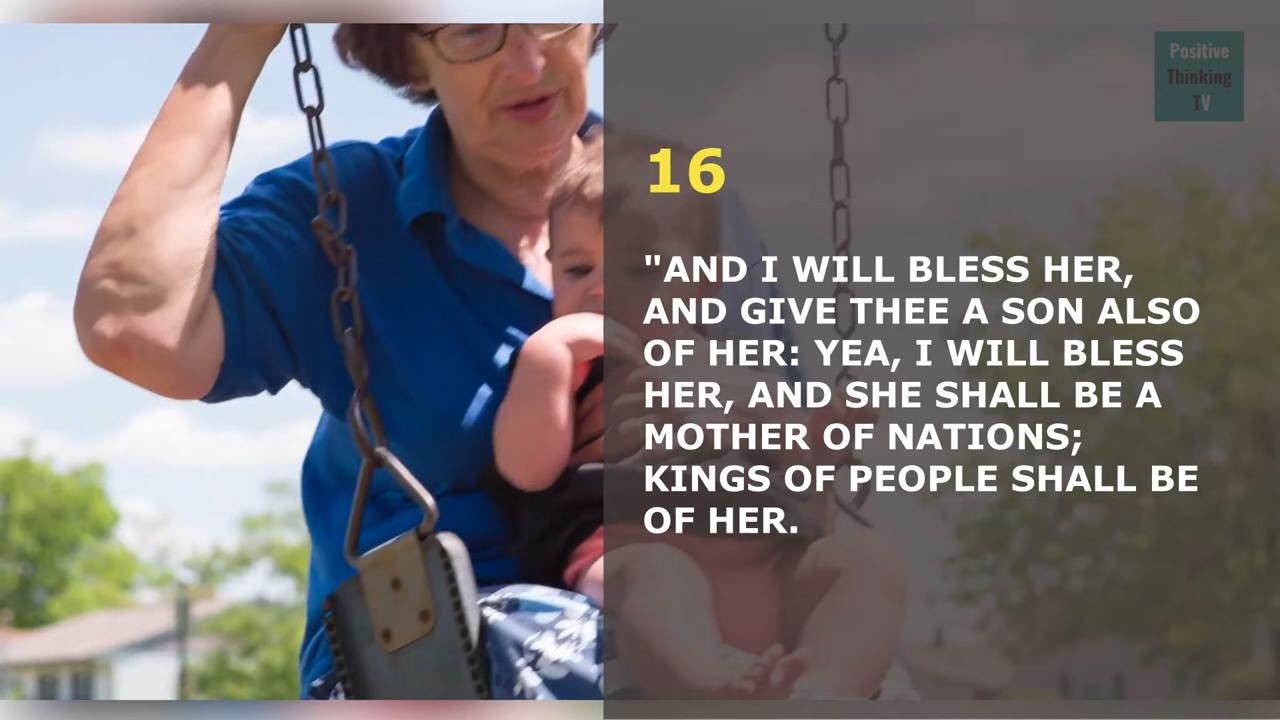 Positive
Thinking
TV
16
"AND I WILL BLESS HER,
AND GIVE THEE A SON ALSO
OF HER: YEA, I WILL BLESS
HER, AND SHE SHALL BE A
MOTHER OF NATIONS;
KINGS OF PEOPLE SHALL BE
OF HER.